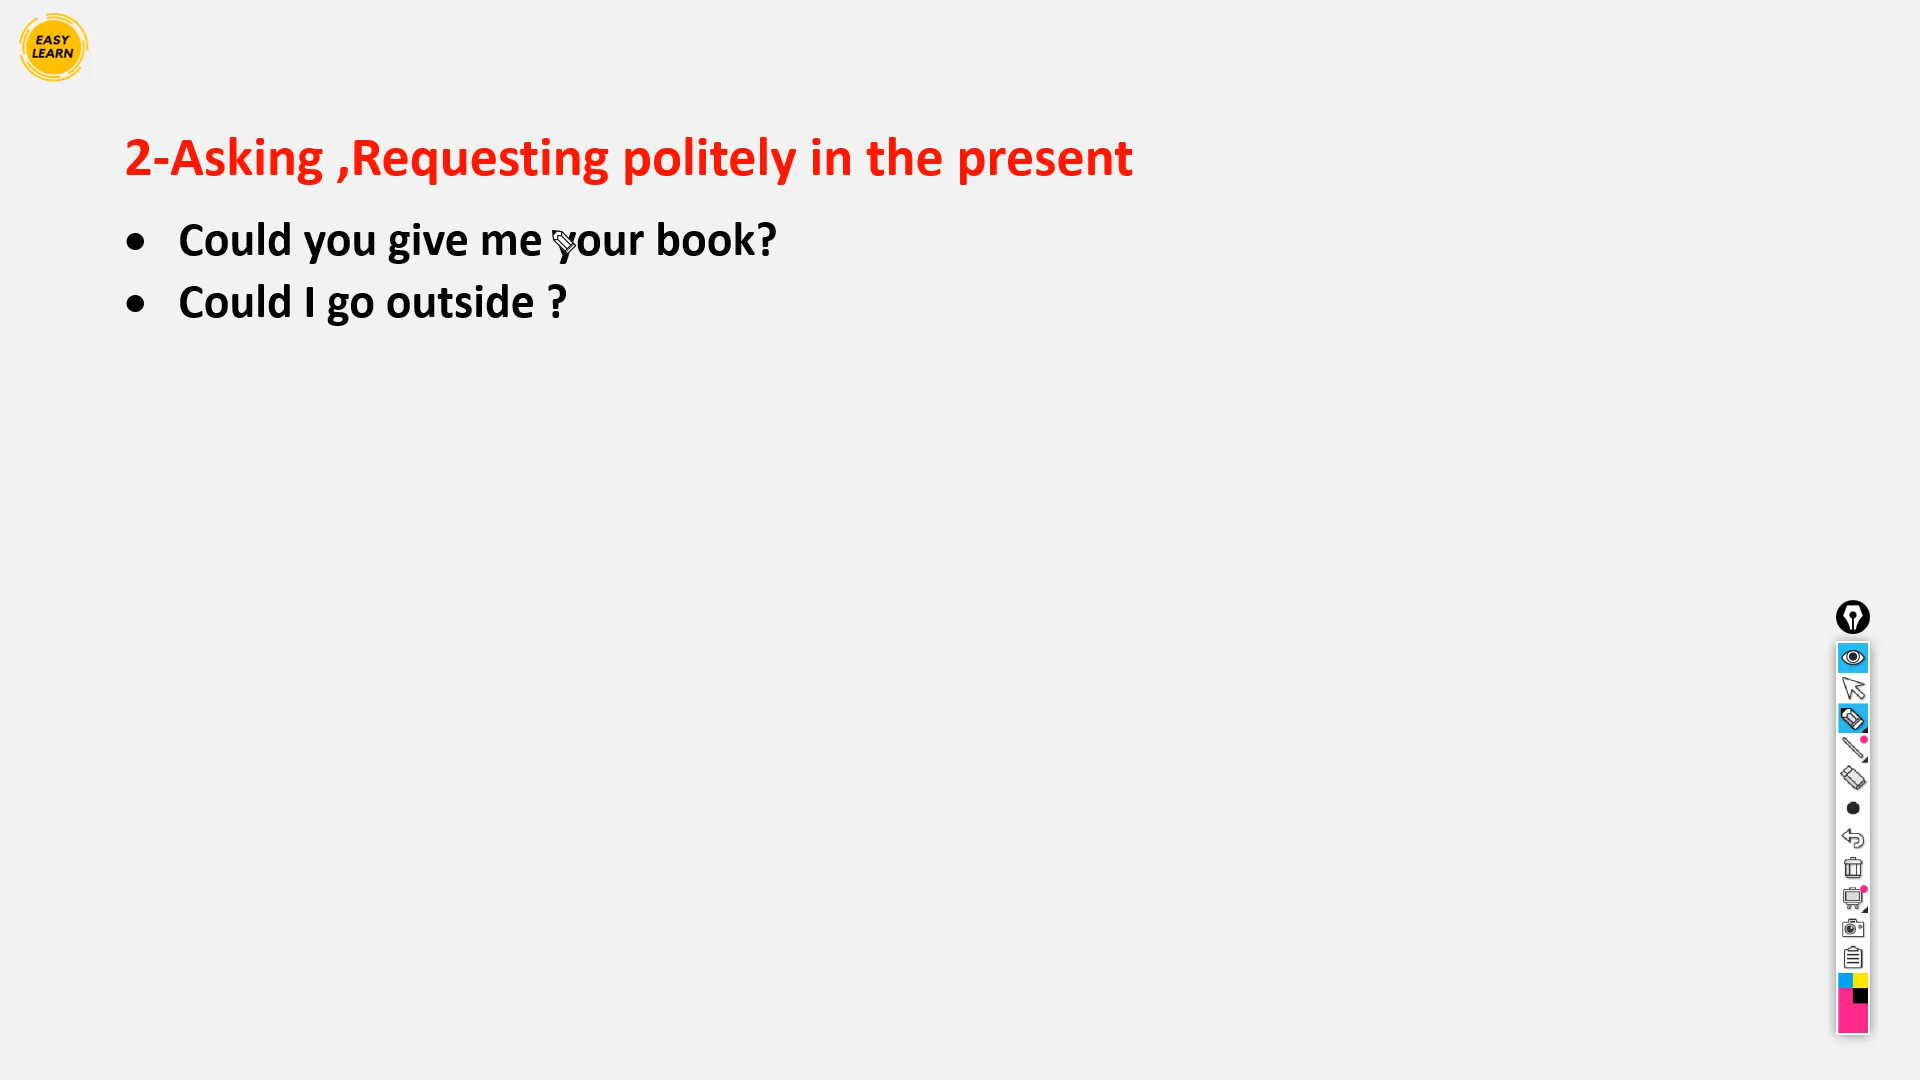 EASY
LEARN
2-Asking ,Requesting politely in the present
• Could you give me your book?
• Could I go outside ?